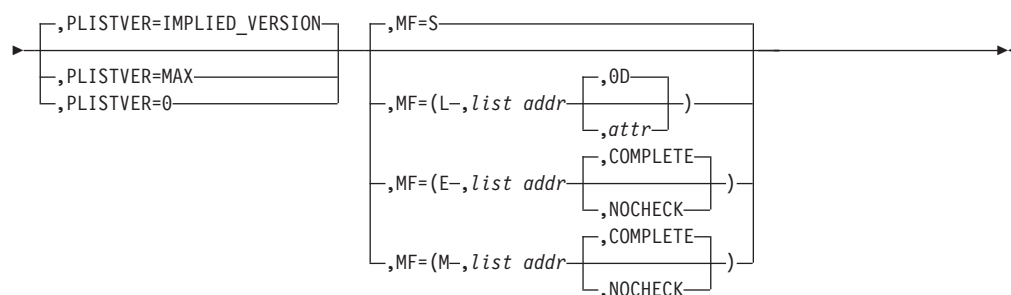 ,PLISTVER=IMPLIED_VERSION ,MF=S
,PLISTVER=MAX
,PLISTVER=0
,0D
,MF=(L ,list addr )
,attr
,COMPLETE
,MF=(E ,list addr )
,NOCHECK
,COMPLETE
,MF=(M ,list addr )
,NOCHECK